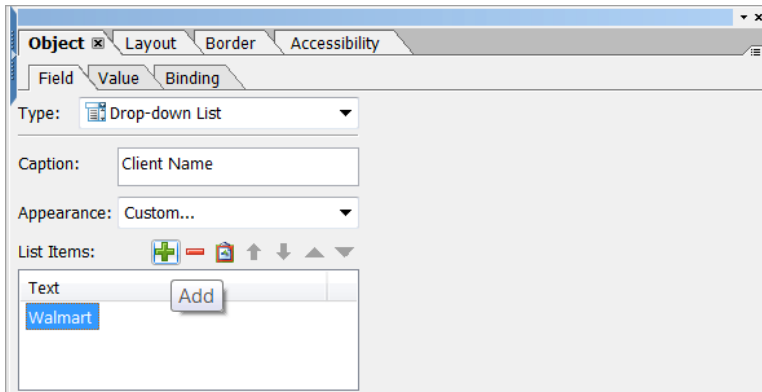 Object Layout Border Accessibility
Field Value Binding
Type: Drop-down List
Caption: Client Name
Appearance: Custom...
List Items:
Text
Add
Walmart